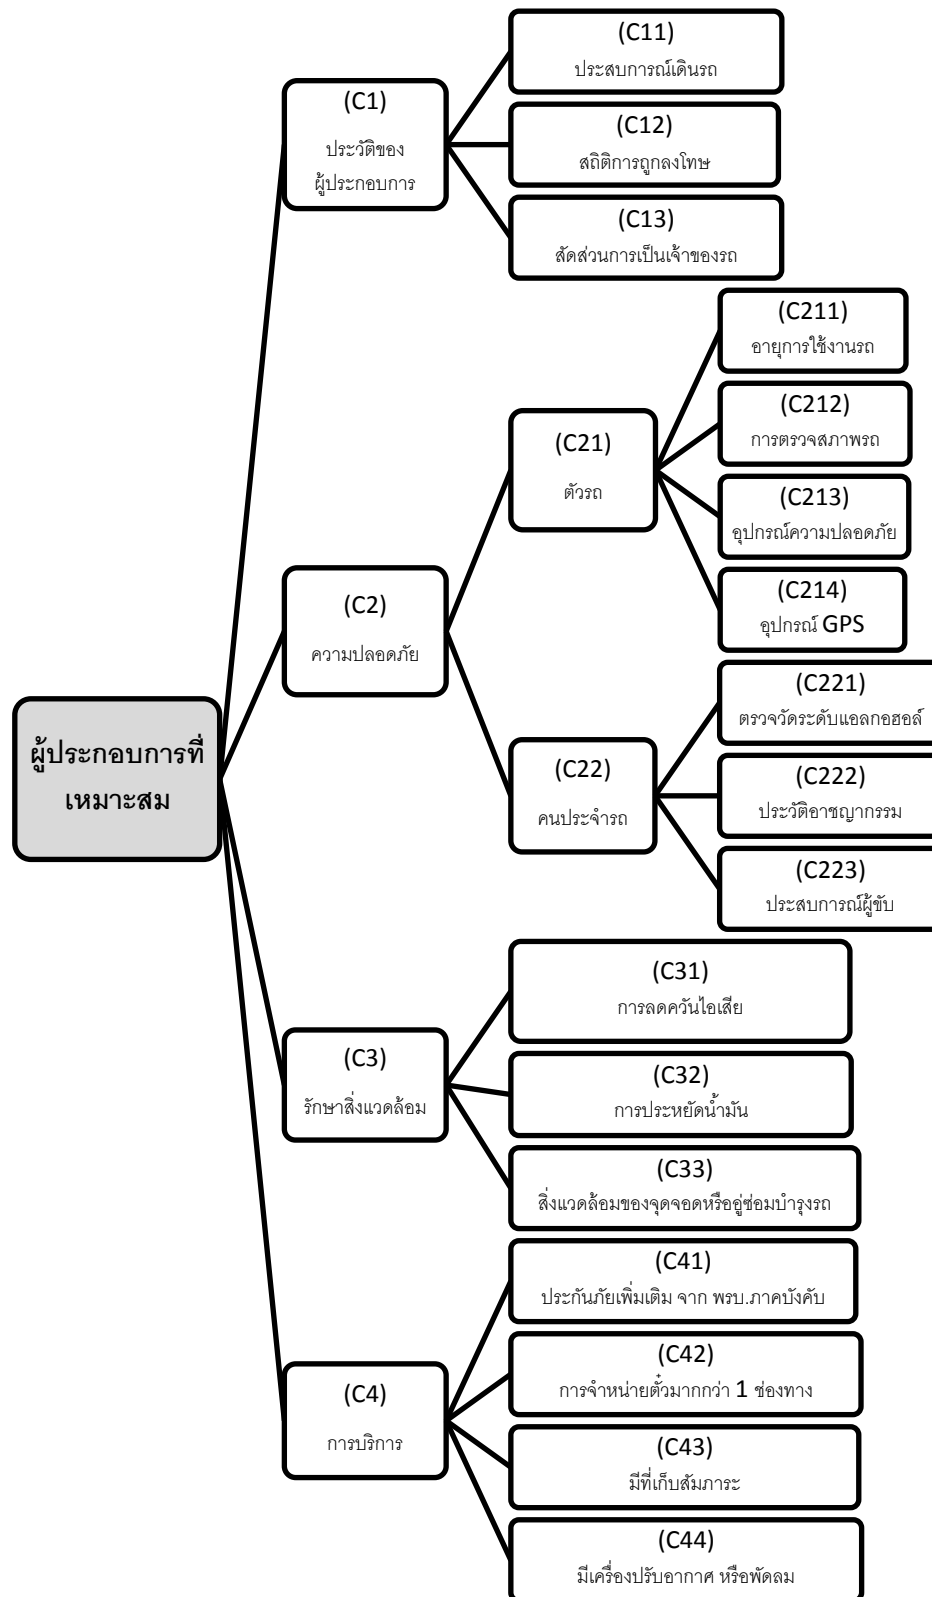 (C11)
ประสบการณ์เดินรถ
(C1)
ประวัติของ
ผู้ประกอบการ
(C12)
สถิติการถูกลงโทษ
(C13)
สัดส่วนการเป็นเจ้าของรถ
(C211)
อายุการใช้งานรถ
(C212)
การตรวจสภาพรถ
(C21)
ตัวรถ
(C213)
อุปกรณ์ความปลอดภัย
(C214)
อุปกรณ์ GPS
(C2)
ความปลอดภัย
(C221)
ตรวจวัดระดับแอลกอฮอล์
(C22)
คนประจำรถ
(C222)
ประวัติอาชญากรรม
(C223)
ประสบการณ์ผู้ขับ
ผู้ประกอบการที่
เหมาะสม
(C31)
การลดควันไอเสีย
(C3)
รักษาสิ่งแวดล้อม
(C32)
การประหยัดน้ำมัน
(C33)
สิ่งแวดล้อมของจุดจอดหรืออู่ซ่อมบำรุงรถ
(C41)
ประกันภัยเพิ่มเติม จาก พรบ.ภาคบังคับ
(C4)
การบริการ
(C42)
การจำหน่ายตั๋วมากกว่า 1 ช่องทาง
(C43)
มีที่เก็บสัมภาระ
(C44)
มีเครื่องปรับอากาศ หรือพัดลม